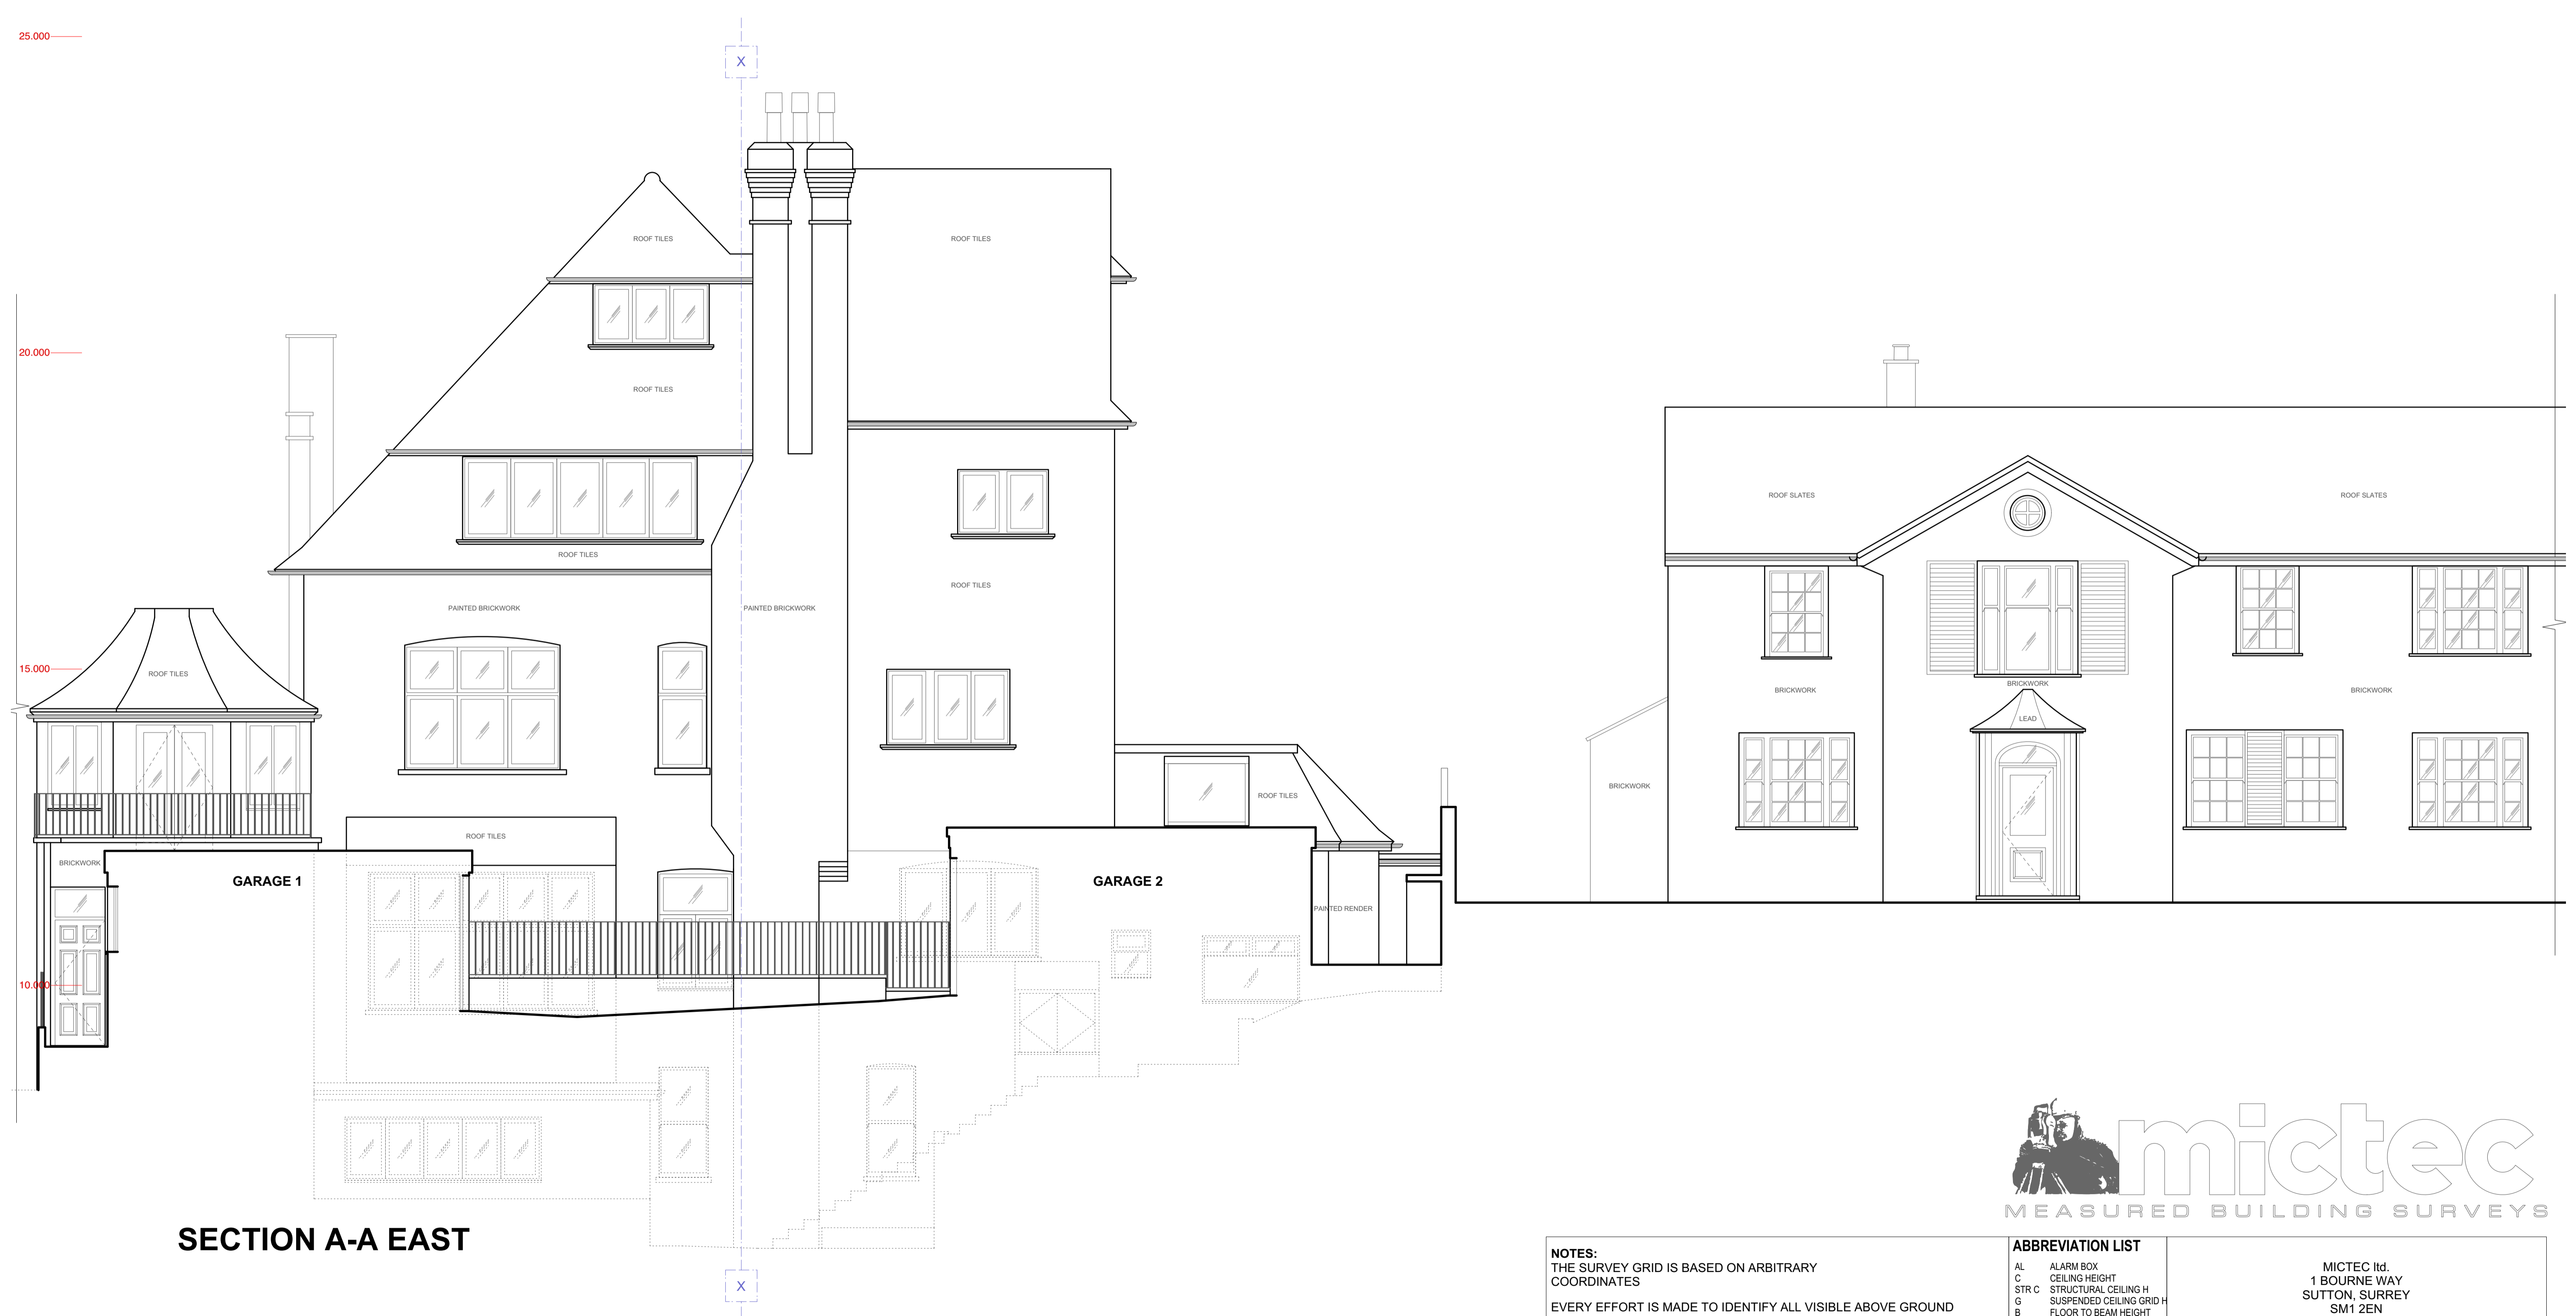 25.000
X
ROOF TILES
ROOF TILES
20.000
ROOF TILES
ROOF SLATES
ROOF SLATES
ROOF TILES
ROOF TILES
PAINTED BRICKWORK
PAINTED BRICKWORK
15.000
ROOF TILES
BRICKWORK
BRICKWORK
BRICKWORK
LEAD
BRICKWORK
ROOF TILES
ROOF TILES
BRICKWORK
GARAGE 1
GARAGE 2
PAINTED RENDER
10.000
mictec
MEASURED BUILDING SURVEYS
SECTION A-A EAST
X
NOTES:
THE SURVEY GRID IS BASED ON ARBITRARY
COORDINATES
EVERY EFFORT IS MADE TO IDENTIFY ALL VISIBLE ABOVE GROUND
ABBREVIATION LIST
AL ALARM BOX
C CEILING HEIGHT
STR C STRUCTURAL CEILING H
G SUSPENDED CEILING GRID H
B FLOOR TO BEAM HEIGHT
MICTEC ltd.
1 BOURNE WAY
SUTTON, SURREY
SM1 2EN